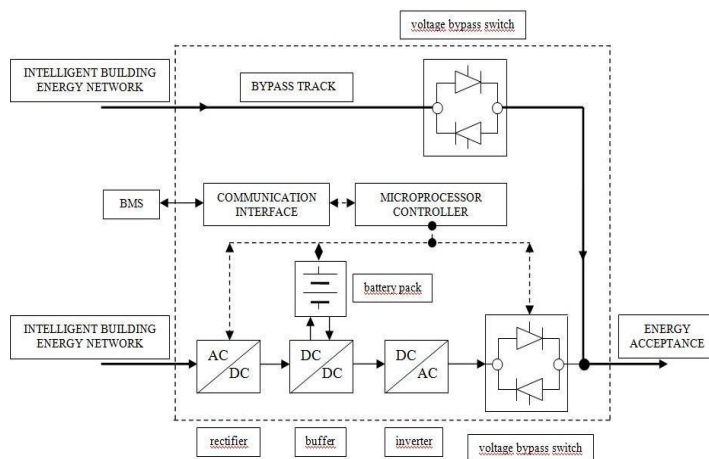 voltage bypass switch
INTELLIGENT BUILDING
ENERGY NETWORK
BYPASS TRACK
BMS
COMMUNICATION
INTERFACE
MICROPROCESSOR
CONTROLLER
battery pack
INTELLIGENT BUILDING
ENERGY NETWORK
AC
DC
DC
DC
DC
AC
ENERGY
ACCEPTANCE
rectifier
buffer
inverter
voltage bypass switch